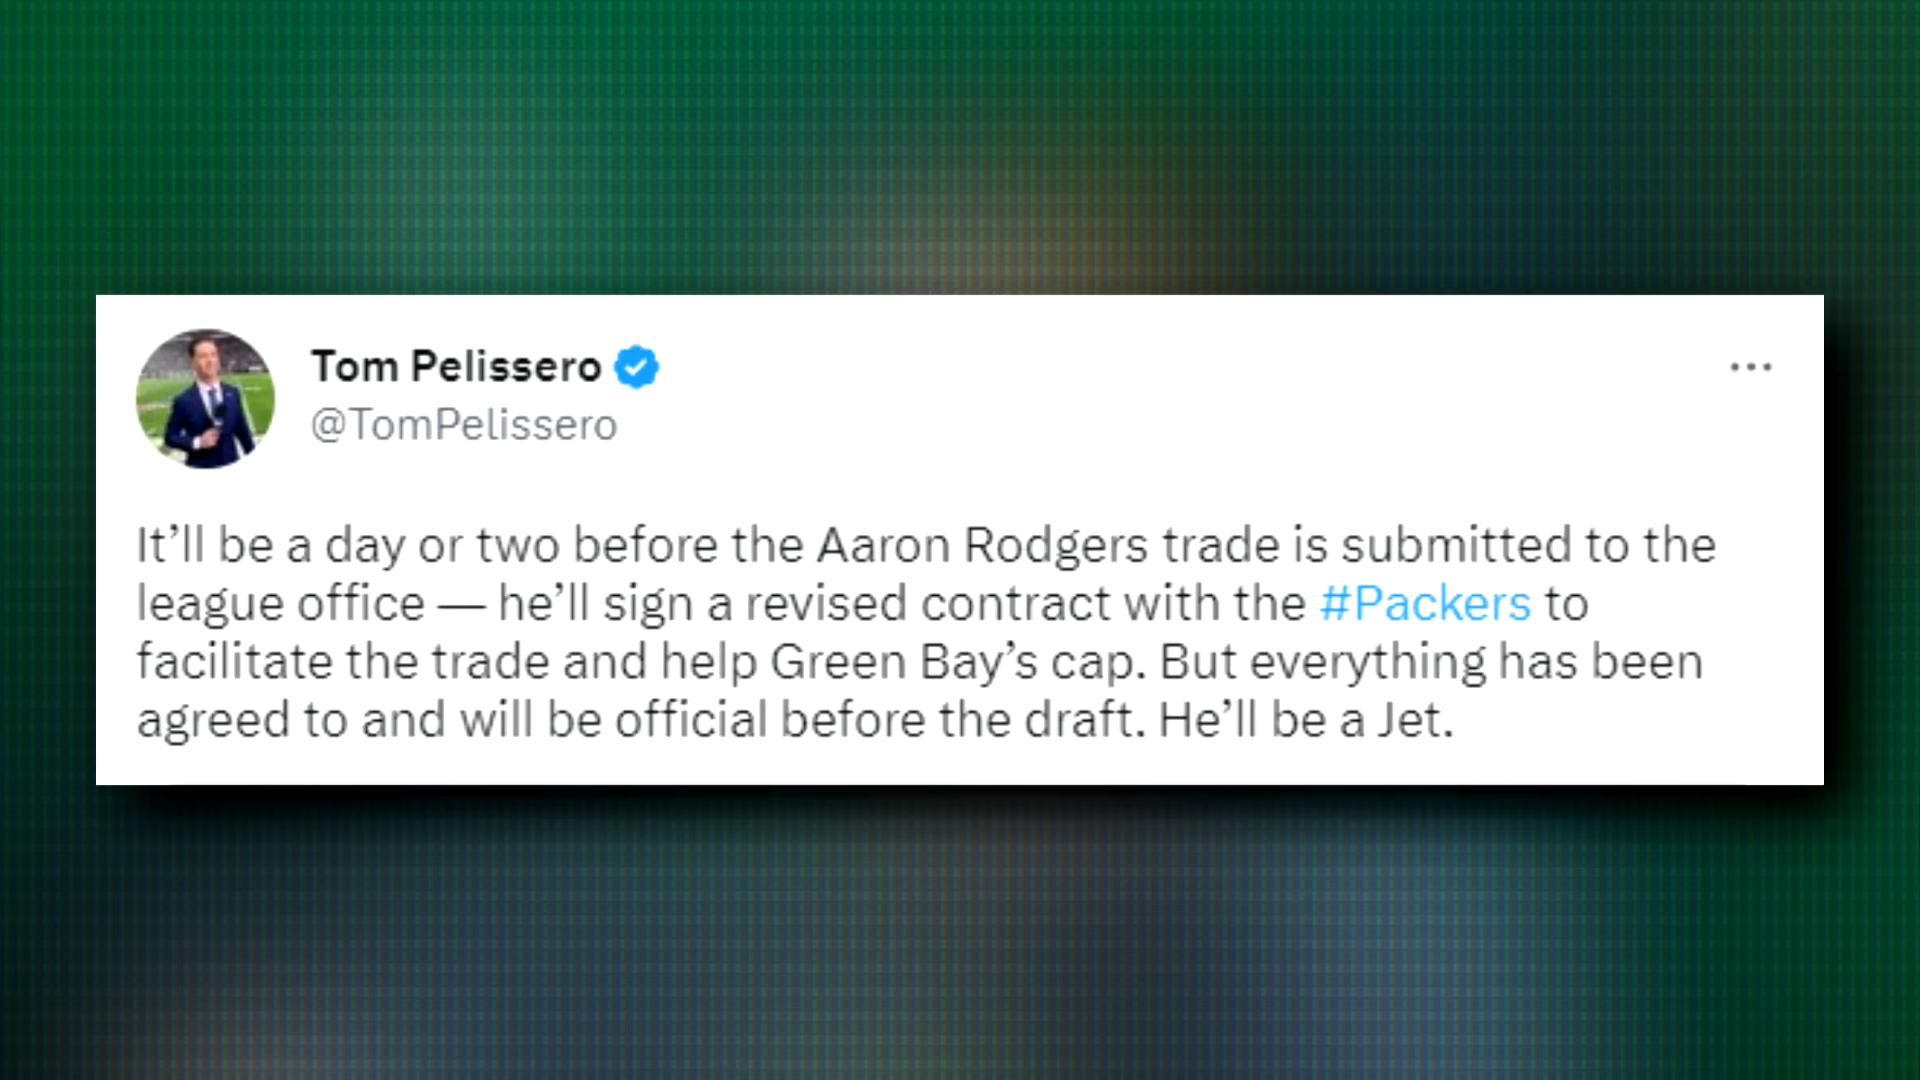 Tom Pelissero
@TomPelissero
It’ll be a day or two before the Aaron Rodgers trade is submitted to the
league office — he’ll sign a revised contract with the #Packers to
facilitate the trade and help Green Bay’s cap. But everything has been
agreed to and will be official before the draft. He’ll be a Jet.